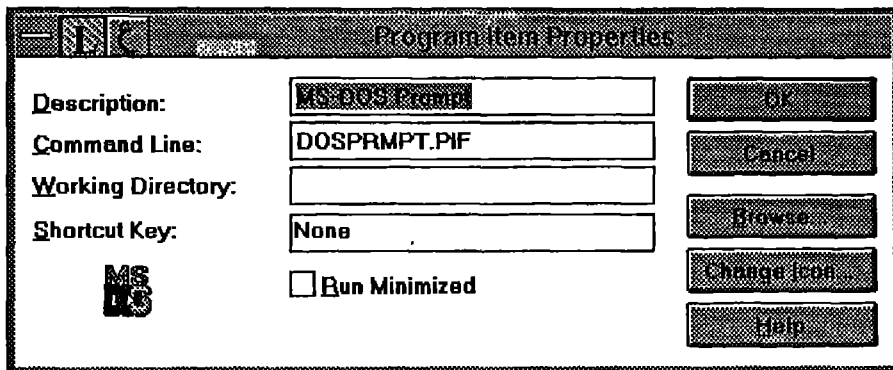 L C Program Item Properties
Description: MS-DOS Prompt
Command Line: DOSPRMPT.PIF
Working Directory:
Shortcut Key: None
MS DOS
Run Minimized
OK
Cancel
Browse...
Change Icon...
Help